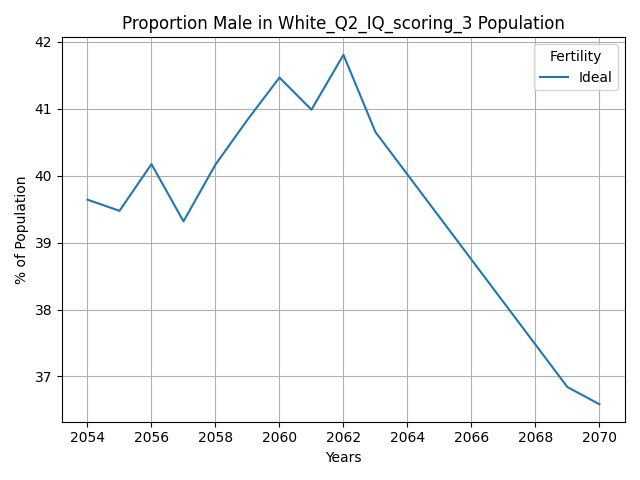 Proportion Male in White_Q2_IQ_scoring_3 Population
42
41
40
39
38
37
% of Population
Fertility
Ideal
2054 2056 2058 2060 2062 2064 2066 2068 2070
Years